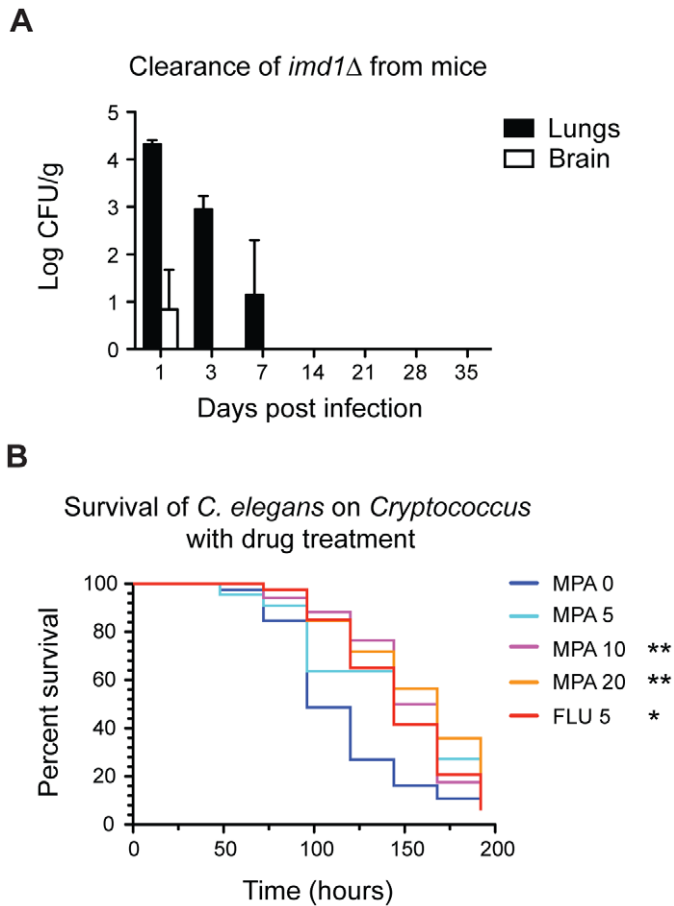 A
Clearance of imd1Δ from mice
5
4
3
2
1
0
Log CFU/g
Lungs
Brain
1 3 7 14 21 28 35
Days post infection
B
Survival of C. elegans on Cryptococcus
with drug treatment
100
80
60
40
20
0
Percent survival
0 50 100 150 200
Time (hours)
MPA 0
MPA 5
MPA 10 **
MPA 20 **
FLU 5 *